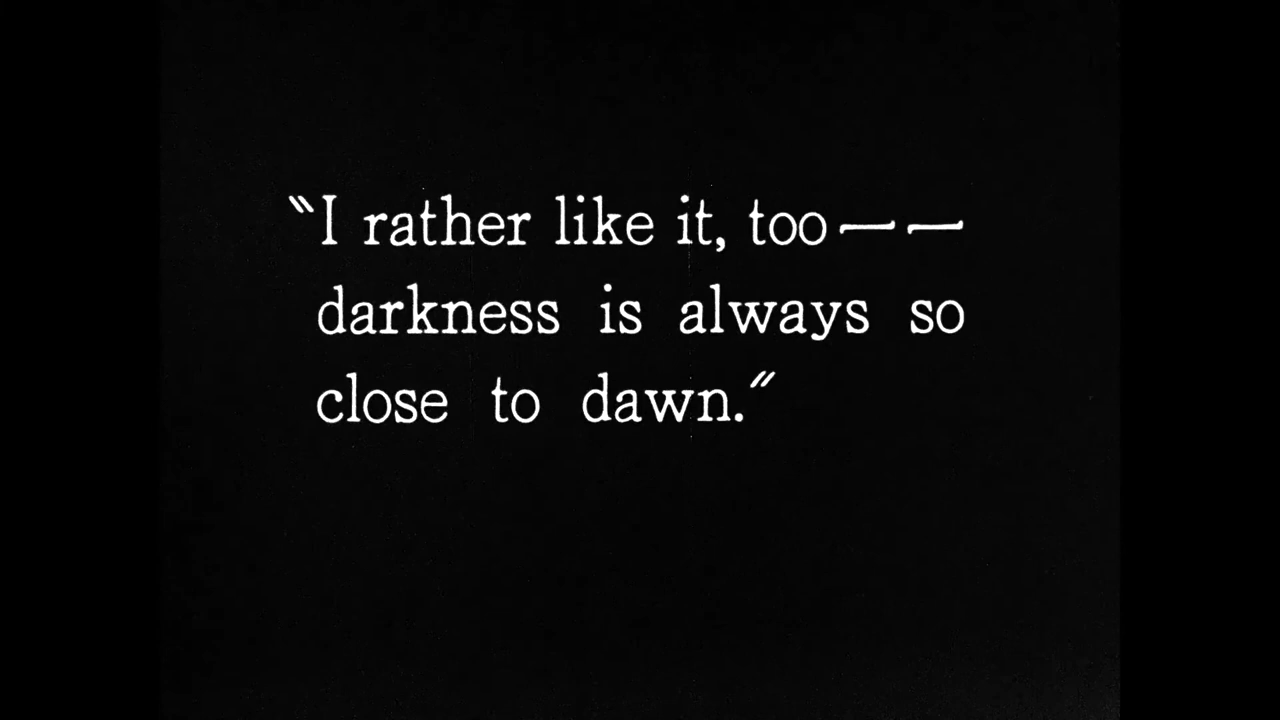 "I rather like it, too——
darkness is always so
close to dawn."